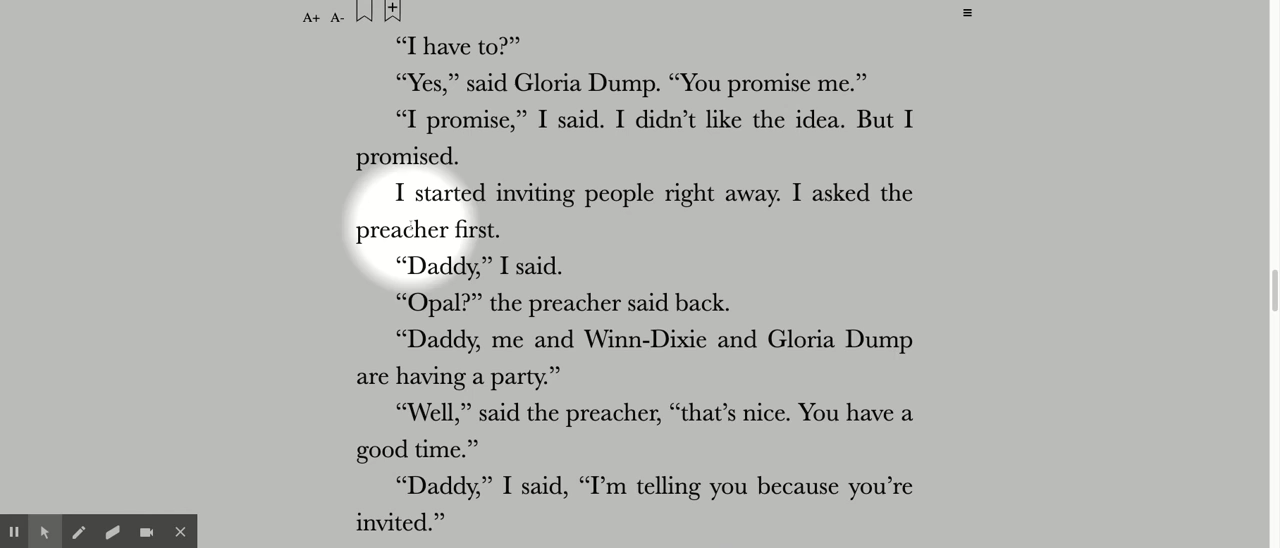 A+ A- +
“I have to?”
“Yes,” said Gloria Dump. “You promise me.”
“I promise,” I said. I didn’t like the idea. But I
promised.
I started inviting people right away. I asked the
preacher first.
“Daddy,” I said.
“Opal?” the preacher said back.
“Daddy, me and Winn-Dixie and Gloria Dump
are having a party.”
“Well,” said the preacher, “that’s nice. You have a
good time.”
“Daddy,” I said, “I’m telling you because you’re
invited.”